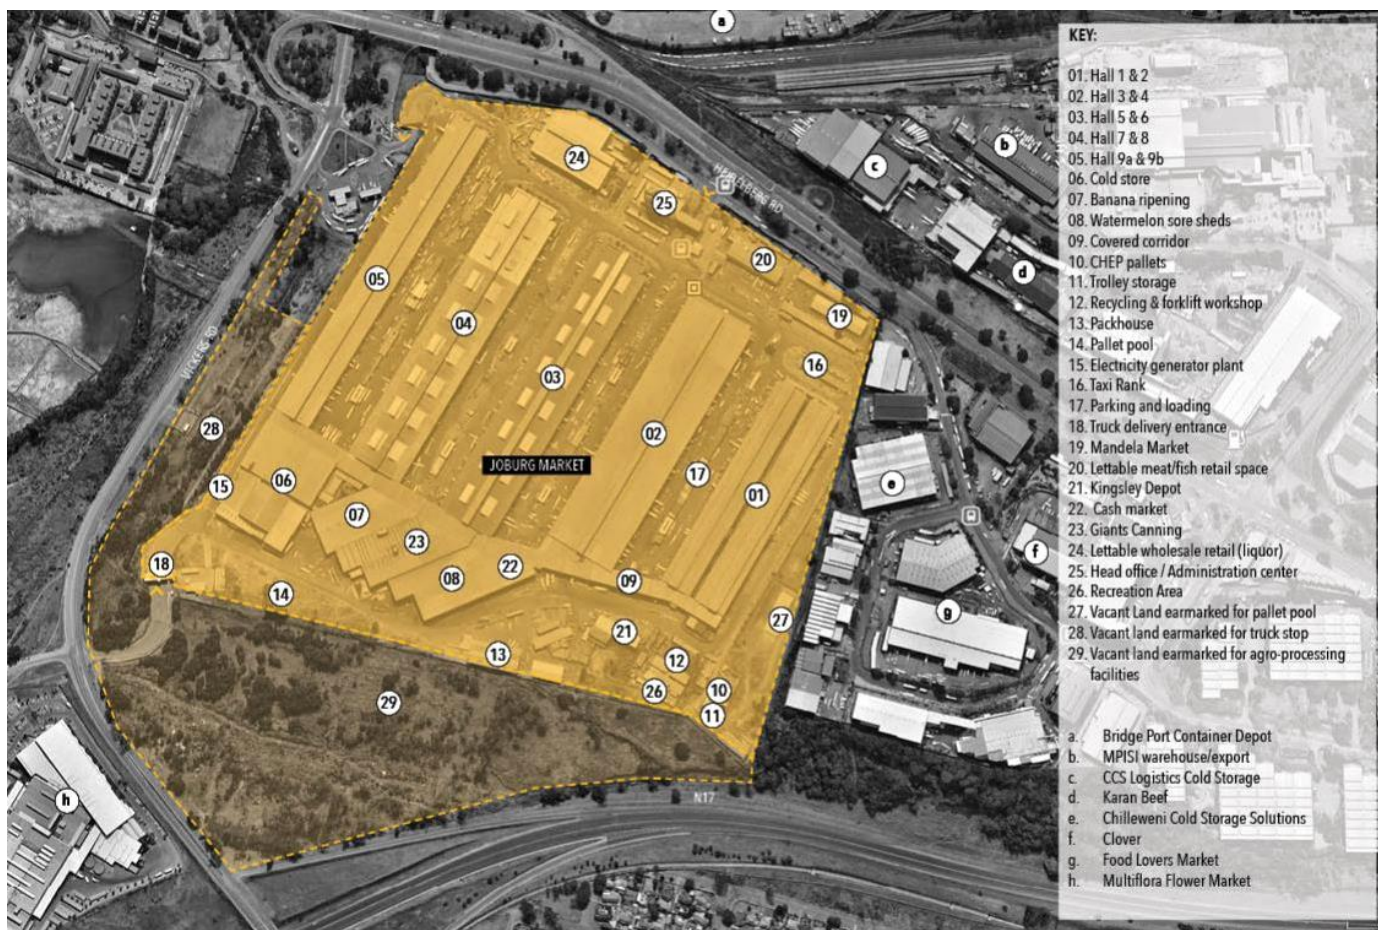 a
KEY:
01. Hall 1 & 2
02. Hall 3 & 4
03. Hall 5 & 6
04. Hall 7 & 8
05. Hall 9a & 9b
06. Cold store
07. Banana ripening
08. Watermelon sore sheds
09. Covered corridor
10. CHEP pallets
11. Trolley storage
12. Recycling & forklift workshop
13. Packhouse
14. Pallet pool
15. Electricity generator plant
16. Taxi Rank
17. Parking and loading
18. Truck delivery entrance
19. Mandela Market
20. Lettable meat/fish retail space
21. Kingsley Depot
22. Cash market
23. Giants Canning
24. Lettable wholesale retail (liquor)
25. Head office / Administration center
26. Recreation Area
27. Vacant Land earmarked for pallet pool
28. Vacant land earmarked for truck stop
29. Vacant land earmarked for agro-processing
facilities
a. Bridge Port Container Depot
b. MPISI warehouse/export
c. CCS Logistics Cold Storage
d. Karan Beef
e. Chilleweni Cold Storage Solutions
f. Clover
g. Food Lovers Market
h. Multiflora Flower Market
b
24
c
25
HEIDELBERG RD
05
20
d
04
19
VICKERS RD
16
03
28
02
JOBURG MARKET
17
15
06
01
e
07
23
f
18
22
08
09
14
g
27
21
13
12
26
10
29
11
N17
h